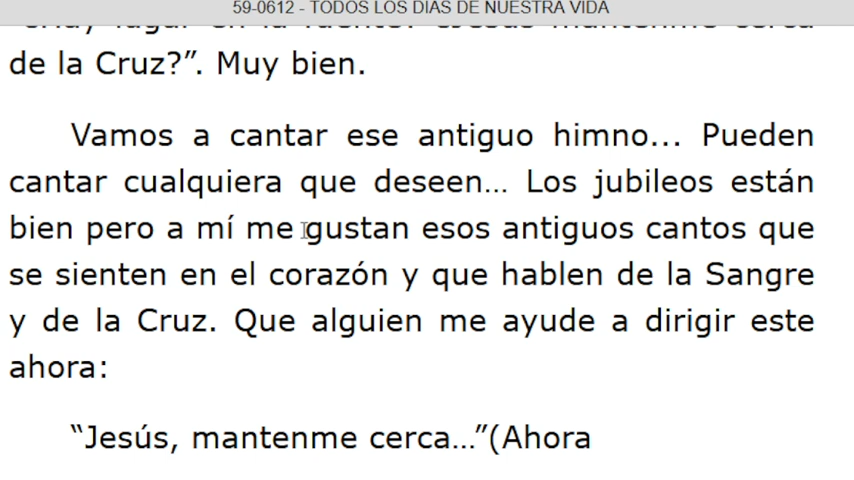 59-0612 - TODOS LOS DIAS DE NUESTRA VIDA
de la Cruz?”. Muy bien.
Vamos a cantar ese antiguo himno... Pueden
cantar cualquiera que deseen... Los jubileos están
bien pero a mí me gustan esos antiguos cantos que
se sienten en el corazón y que hablen de la Sangre
y de la Cruz. Que alguien me ayude a dirigir este
ahora:
“Jesús, mantenme cerca...”(Ahora